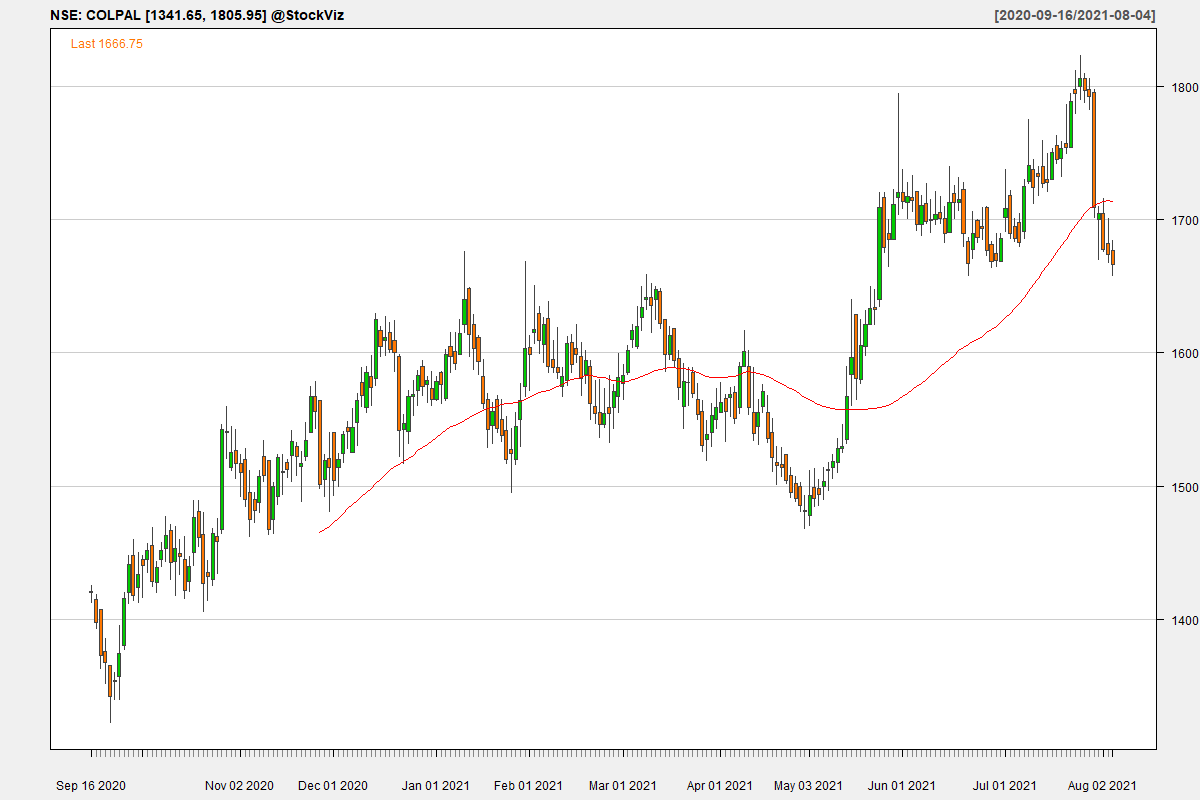 NSE: COLPAL [1341.65, 1805.95] @StockViz
[2020-09-16/2021-08-04]
Last 1666.75
1800
1700
1600
1500
1400
Sep 16 2020 Nov 02 2020 Dec 01 2020 Jan 01 2021 Feb 01 2021 Mar 01 2021 Apr 01 2021 May 03 2021 Jun 01 2021 Jul 01 2021 Aug 02 2021